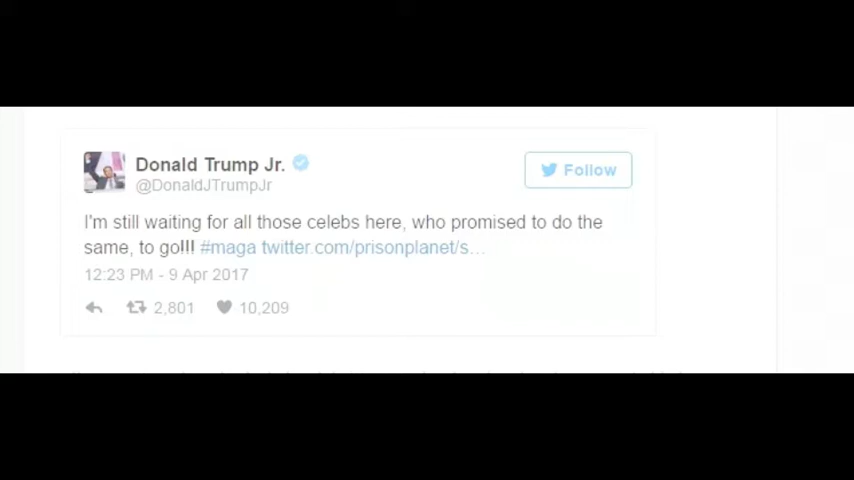 Donald Trump Jr.
Follow
@DonaldJTrumpJr
I'm still waiting for all those celebs here, who promised to do the
same, to go!!! #maga twitter.com/prisonplanet/s...
12:23 PM - 9 Apr 2017
2,801 10,209